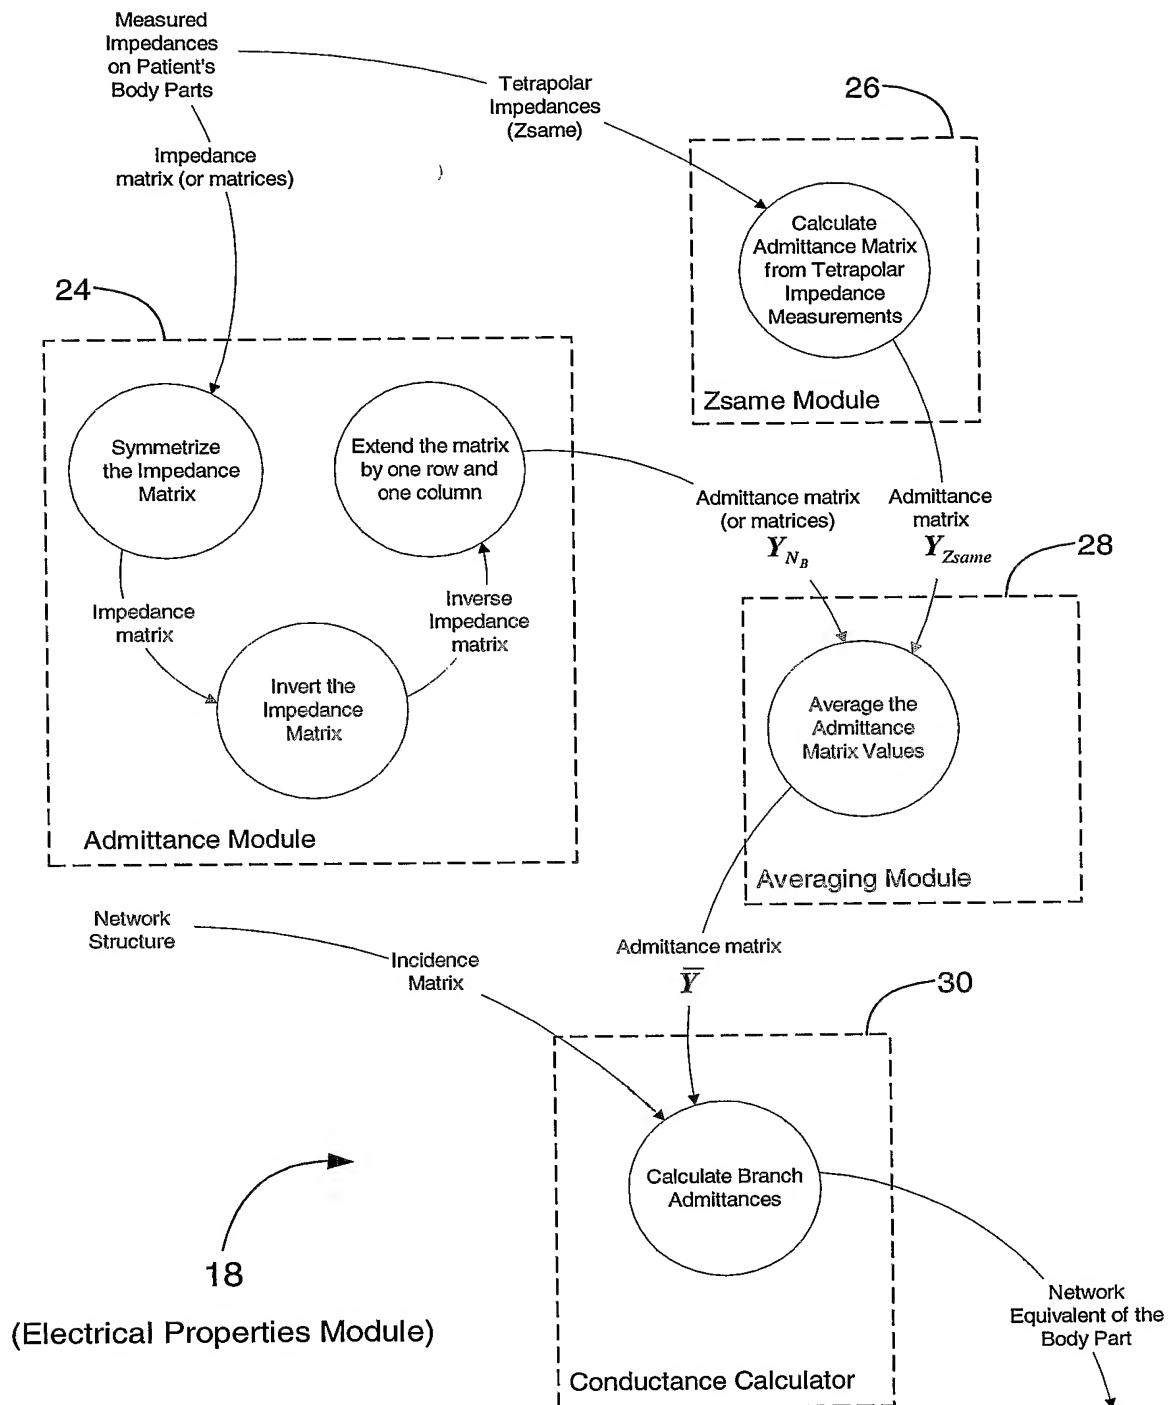 Measured
Impedances
on Patient's
Body Parts
Tetrapolar
Impedances
(Zsame)
26
Impedance
matrix (or matrices)
)
Calculate
Admittance Matrix
from Tetrapolar
Impedance
Measurements
Zsame Module
24
Symmetrize
the Impedance
Matrix
Extend the matrix
by one row and
one column
Admittance matrix
(or matrices)
Y_{N_B}
Admittance
matrix
Y_{Zsame}
28
Impedance
matrix
Inverse
Impedance
matrix
Invert the
Impedance
Matrix
Admittance Module
Average the
Admittance
Matrix Values
Averaging Module
Network
Structure
Incidence
Matrix
Admittance matrix
Y̅
30
Calculate Branch
Admittances
18
(Electrical Properties Module)
Network
Equivalent of the
Body Part
Conductance Calculator